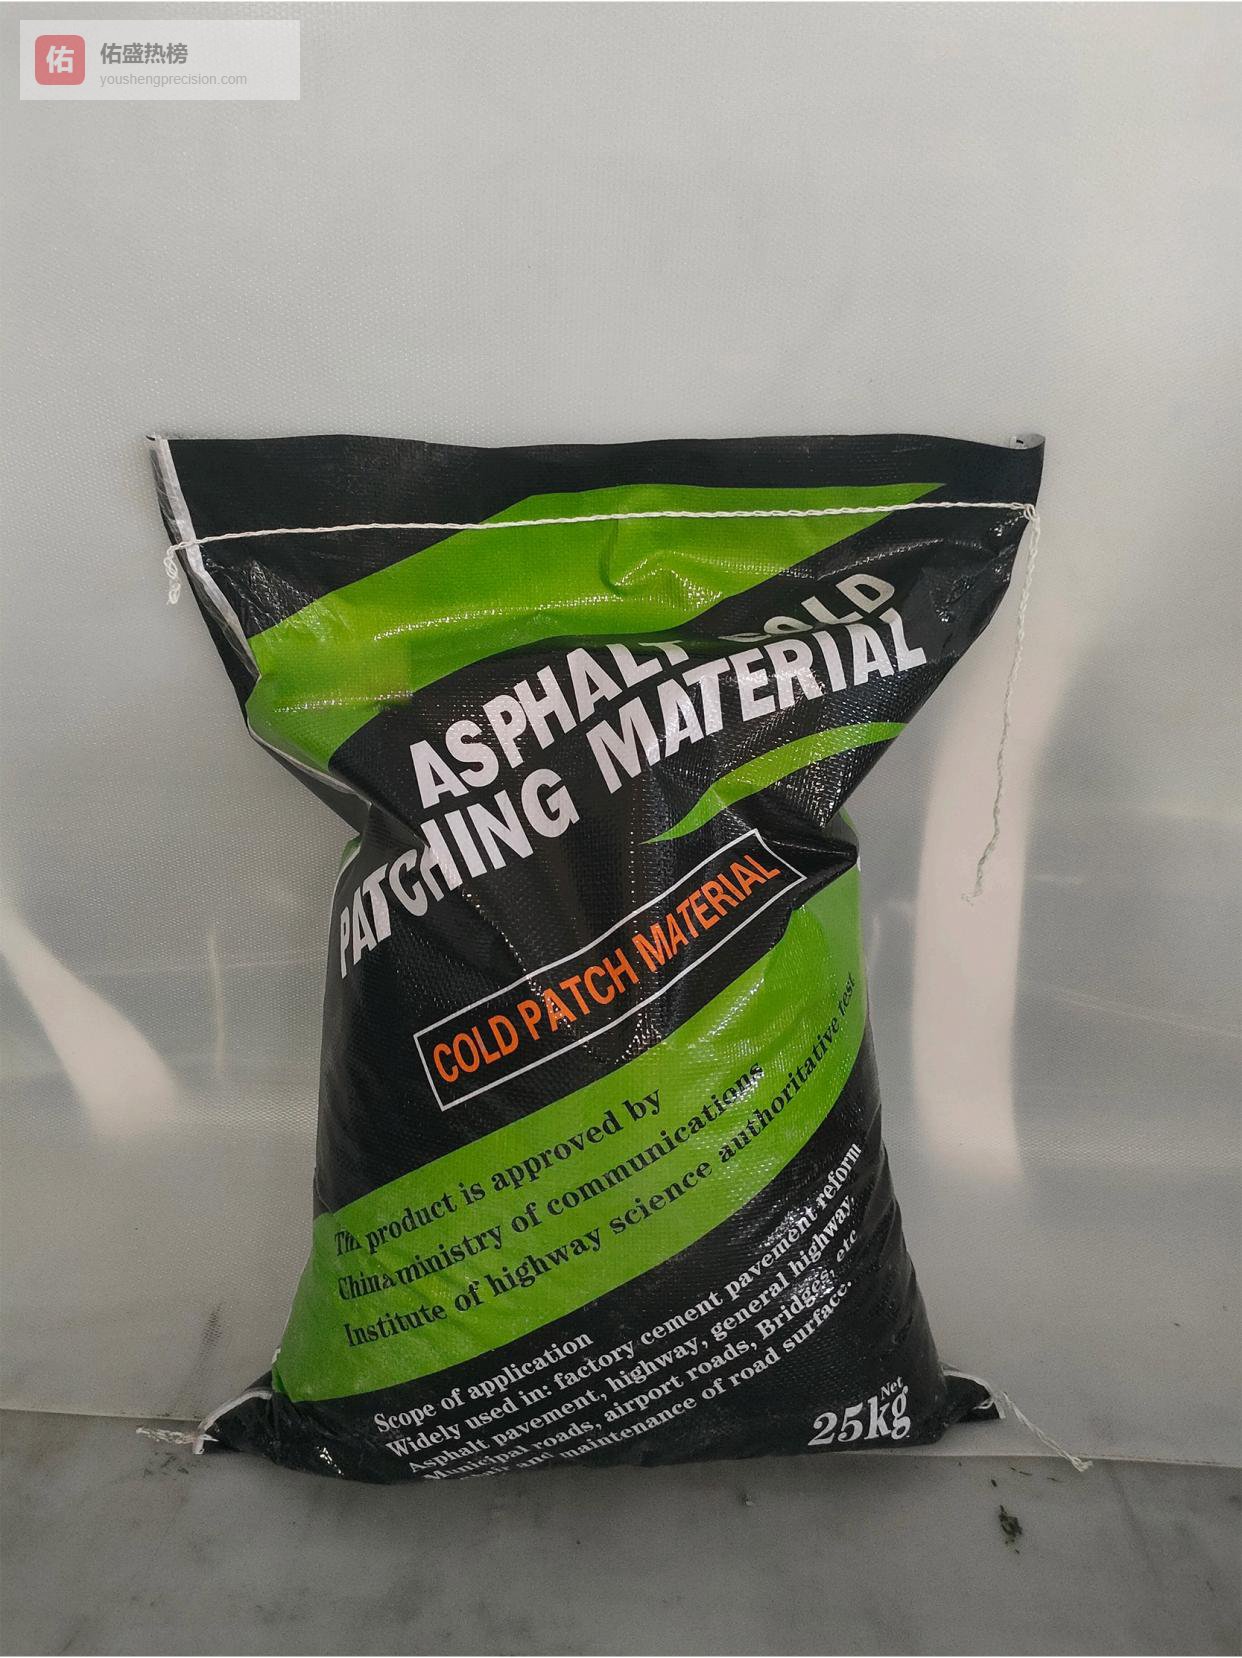 佑
佑盛热榜
youshengprecision.com
ASPHALT COLD
PATCHING MATERIAL
COLD PATCH MATERIAL
product is approved by
China ministry of communications
Institute of highway science authoritative test
Scope of application
Widely used in: factory cement pavement reform
Asphalt pavement, highway, general highway,
Municipal roads, airport roads, Bridges, etc
and maintenance of road surface.
Net
25kg